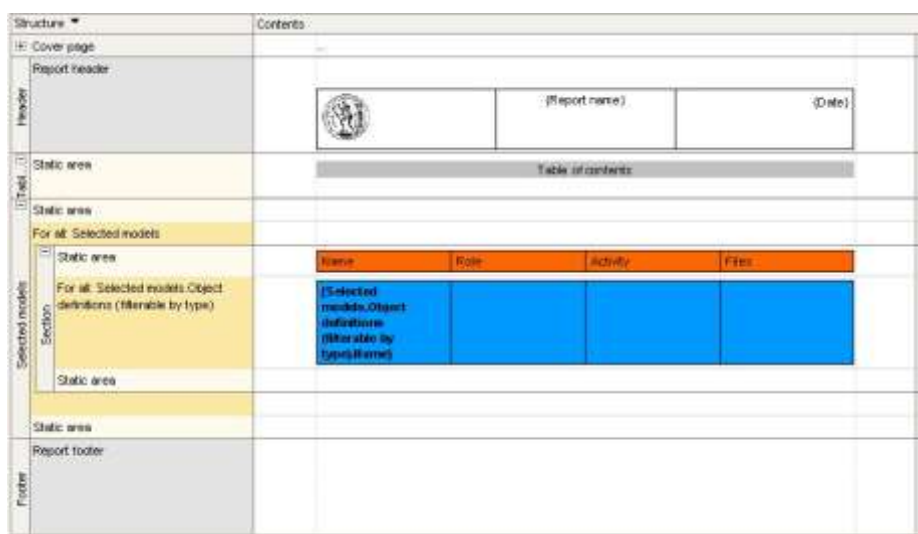 Structure Contents
Cover page
...
Header
Report header
{Report name} {Date}
Tabl...
Static area
Table of contents
Selected models
Static area
For all: Selected models
Section
Static area
Name Role Activity Files
For all: Selected models.Object
definitions (filterable by type)
{Selected
models.Object
definitions
(filterable by
type).Name}
Static area
Static area
Footer
Report footer